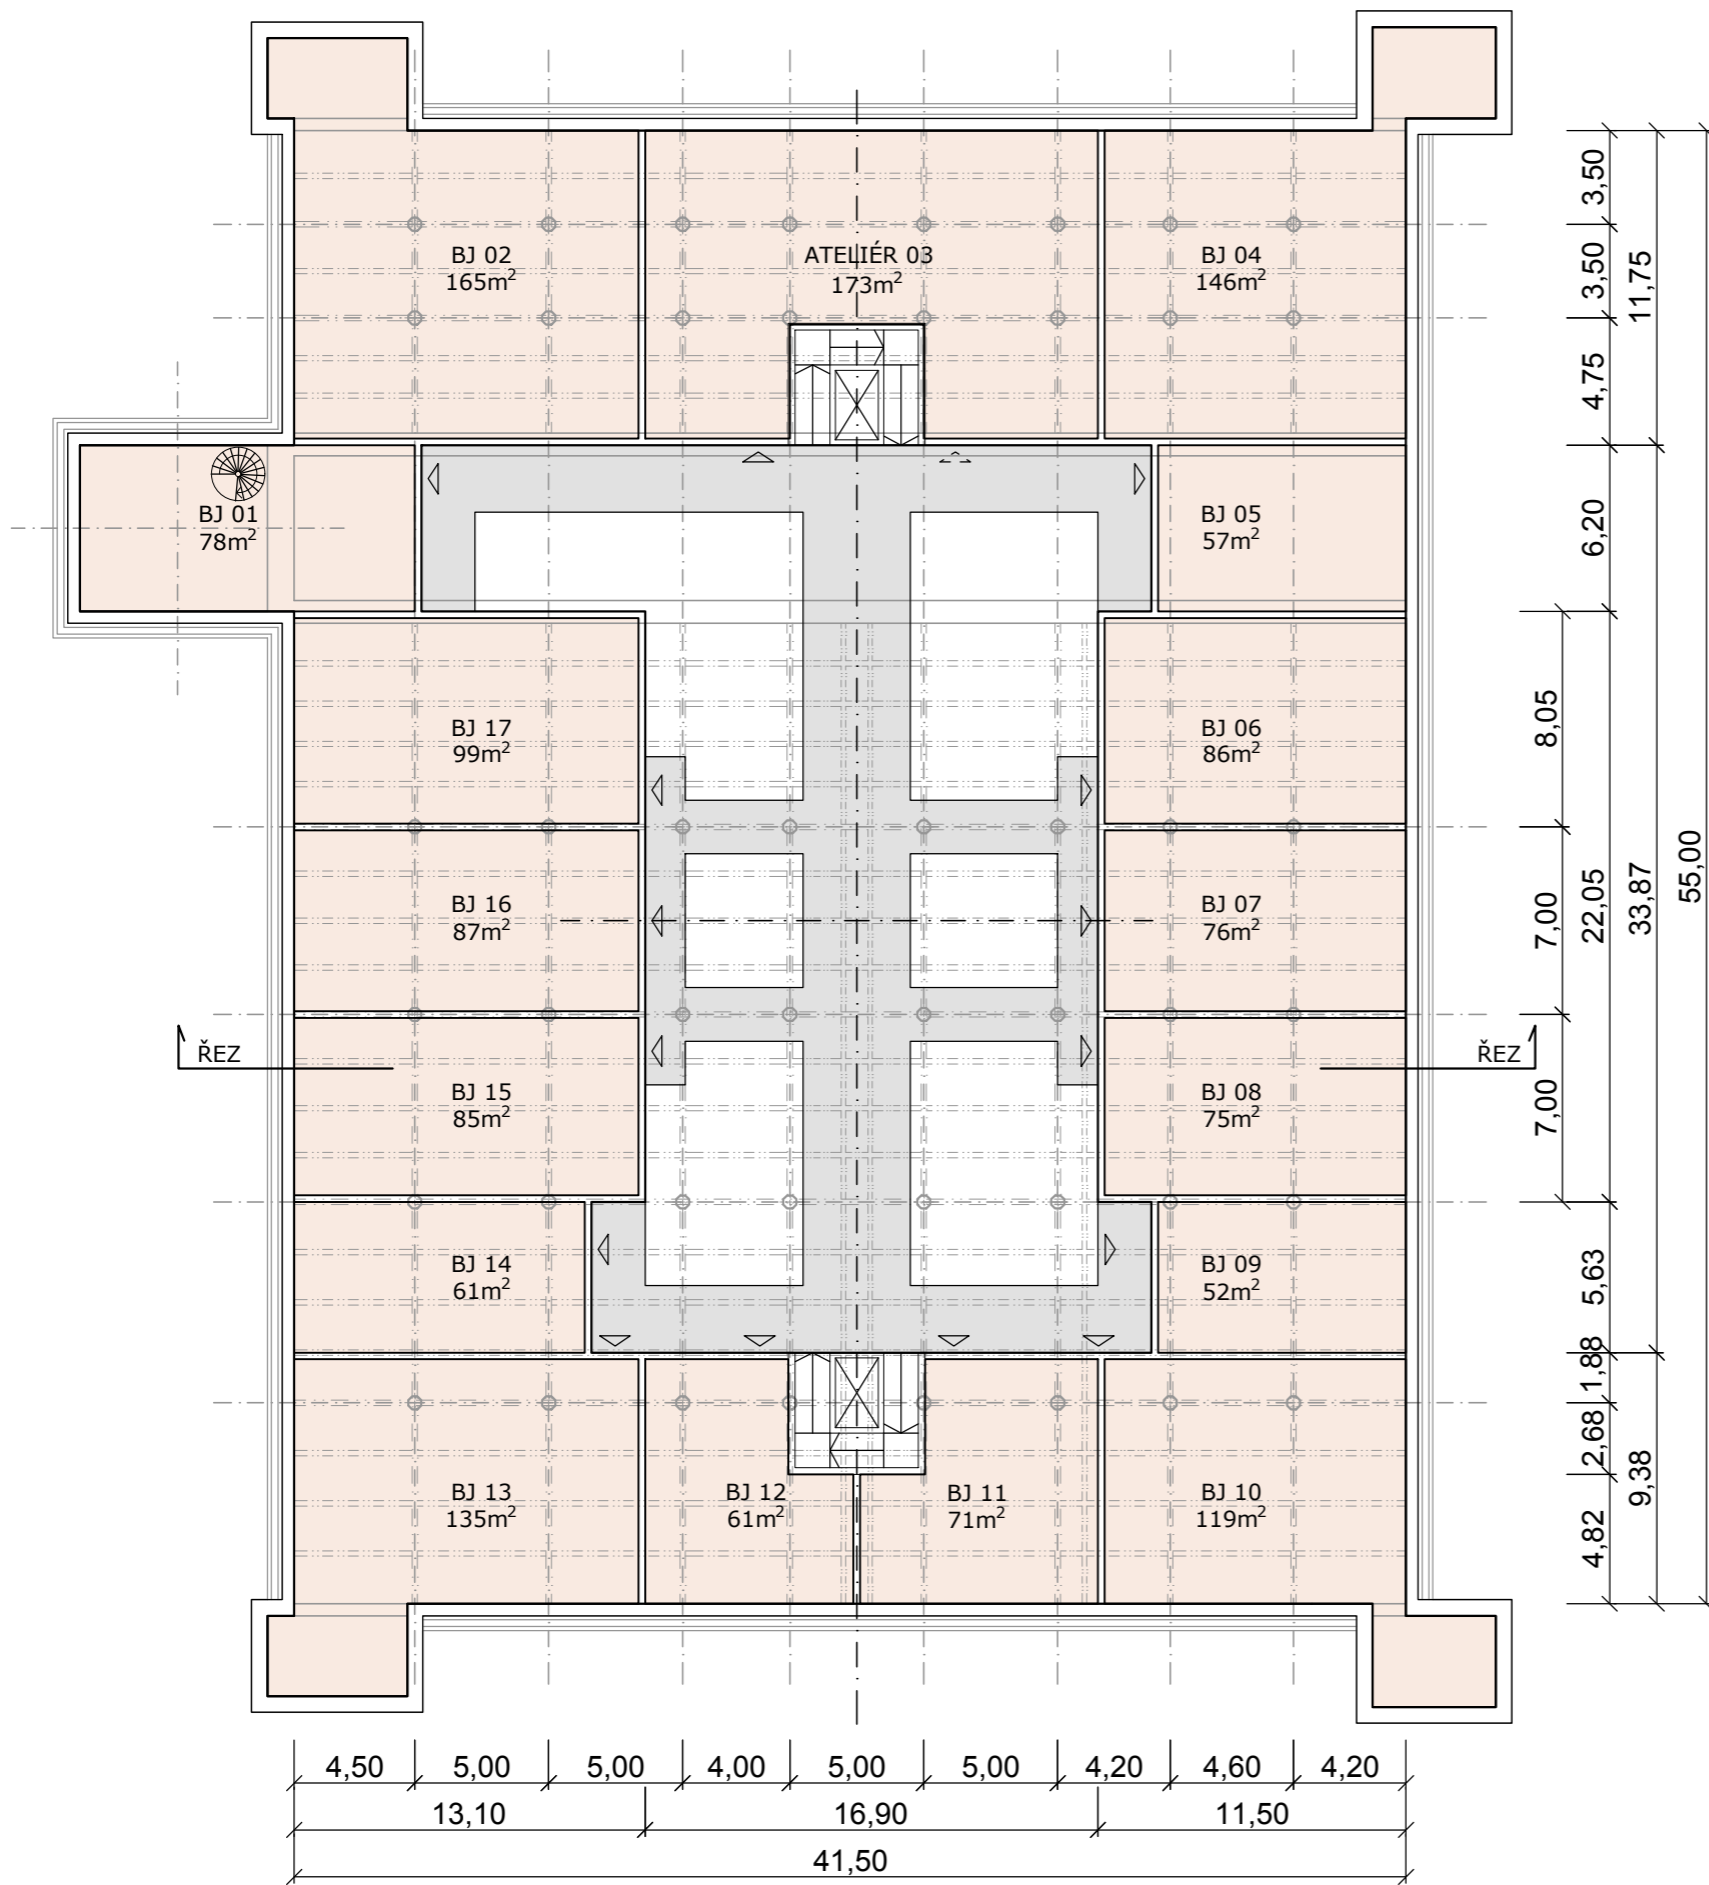 BJ 02
165m²
ATELIÉR 03
173m²
BJ 04
146m²
BJ 01
78m²
BJ 05
57m²
BJ 17
99m²
BJ 06
86m²
BJ 16
87m²
BJ 07
76m²
ŘEZ
ŘEZ
BJ 15
85m²
BJ 08
75m²
BJ 14
61m²
BJ 09
52m²
BJ 13
135m²
BJ 12
61m²
BJ 11
71m²
BJ 10
119m²
3,50
3,50
4,75
6,20
22,05
5,63
1,88
2,68
4,82
8,05
7,00
7,00
11,75
33,87
9,38
55,00
4,50 5,00 5,00 4,00 5,00 5,00 4,20 4,60 4,20
13,10 16,90 11,50
41,50